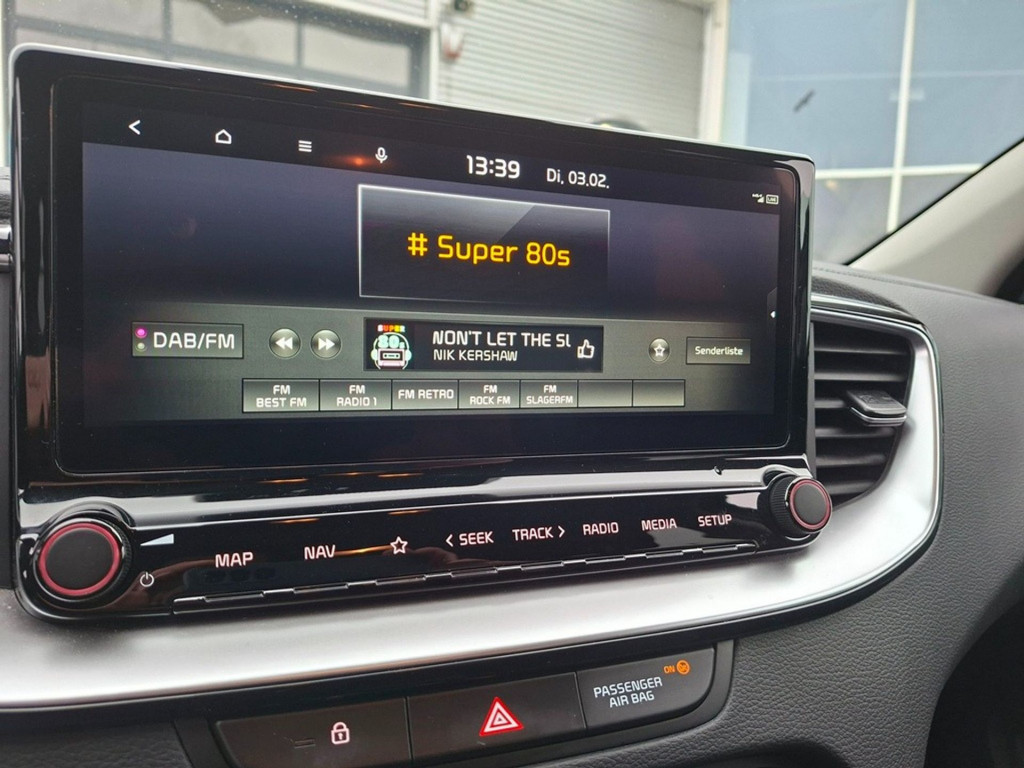 13:39 Di, 03.02.
# Super 80s
DAB/FM
SUPER
80s
WON'T LET THE SU
NIK KERSHAW
Senderliste
FM
BEST FM
FM
RADIO 1
FM RETRO
FM
ROCK FM
FM
SLAGERFM
MAP
NAV
< SEEK
TRACK >
RADIO
MEDIA
SETUP
PASSENGER
AIR BAG
ON